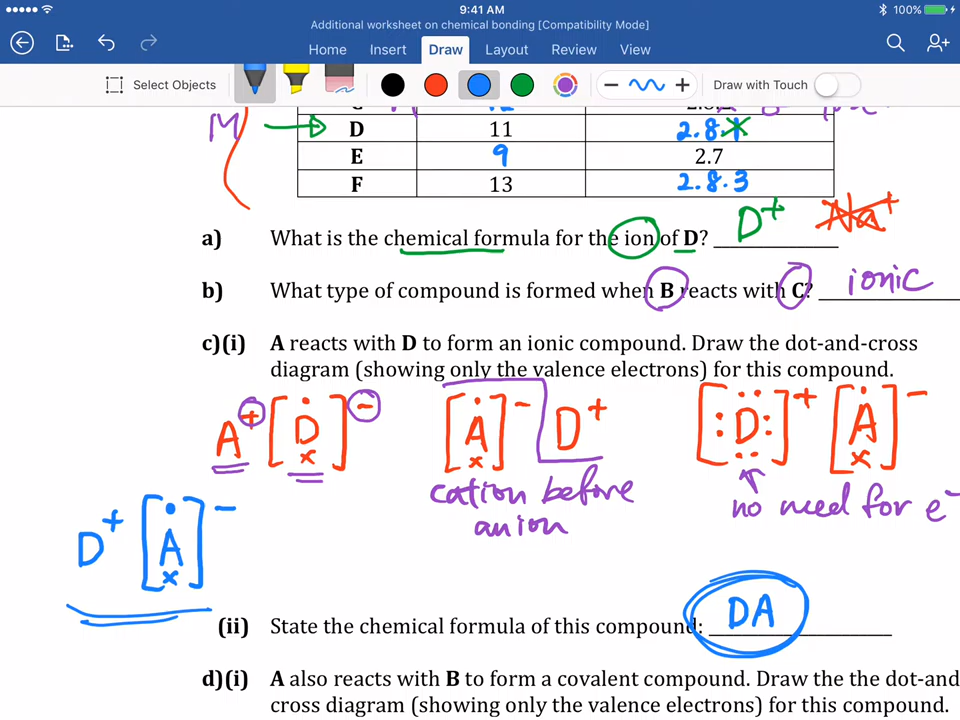 9:41 AM
100%
Additional worksheet on chemical bonding [Compatibility Mode]
Home Insert Draw Layout Review View
Select Objects
Draw with Touch
M D 11 2.8.1
E 9 2.7
F 13 2.8.3
a) What is the chemical formula for the ion of D? D+ Na+
b) What type of compound is formed when B reacts with C? ionic
c)(i) A reacts with D to form an ionic compound. Draw the dot-and-cross
diagram (showing only the valence electrons) for this compound.
A+ [D]− [A]− D+ [D]+ [A]−
cation before
anion
no need for e−
D+ [A]−
(ii) State the chemical formula of this compound: DA
d)(i) A also reacts with B to form a covalent compound. Draw the the dot-and
cross diagram (showing only the valence electrons) for this compound.